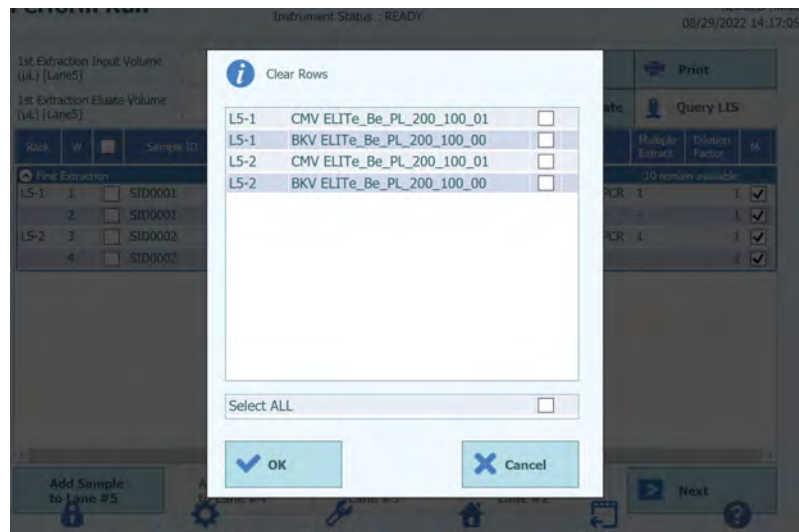 Perform Run
Instrument Status : READY
08/29/2022 14:17:05
1st Extraction Input Volume
(µL) [Lane5]
1st Extraction Eluate Volume
(µL) [Lane5]
Print
Query LIS
Rack W Sample ID Multiple Extract Dilution Factor M
First Extraction 10 remain available
L5-1 1 SID0001 PCR 1 1
2 SID0001 1
L5-2 3 SID0002 PCR 1 1
4 SID0002 1
Clear Rows
L5-1 CMV ELITe_Be_PL_200_100_01
L5-1 BKV ELITe_Be_PL_200_100_00
L5-2 CMV ELITe_Be_PL_200_100_01
L5-2 BKV ELITe_Be_PL_200_100_00
Select ALL
OK
Cancel
Add Sample
to Lane #5
Next